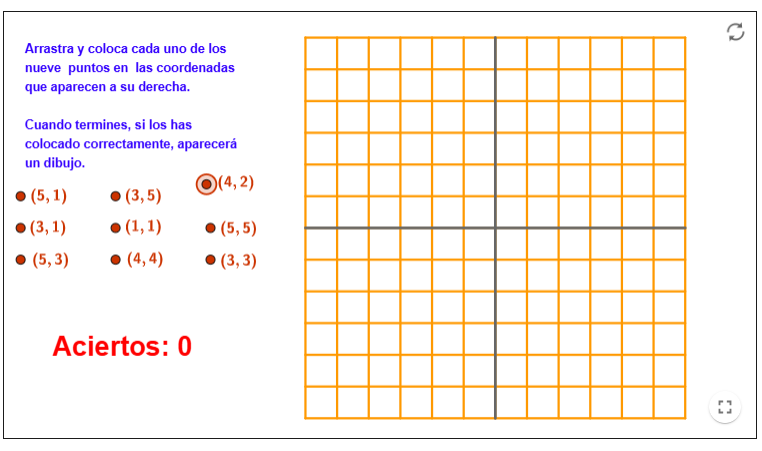 Arrastra y coloca cada uno de los
nueve puntos en las coordenadas
que aparecen a su derecha.
Cuando termines, si los has
colocado correctamente, aparecerá
un dibujo.
(5, 1) (3, 5) (4, 2)
(3, 1) (1, 1) (5, 5)
(5, 3) (4, 4) (3, 3)
Aciertos: 0